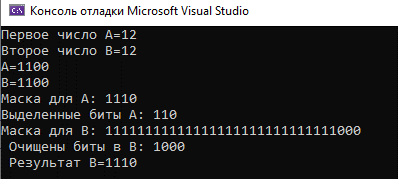 Консоль отладки Microsoft Visual Studio
Первое число A=12
Второе число B=12
A=1100
B=1100
Маска для A: 1110
Выделенные биты A: 110
Маска для B: 11111111111111111111111111111000
Очищены биты в B: 1000
Результат B=1110